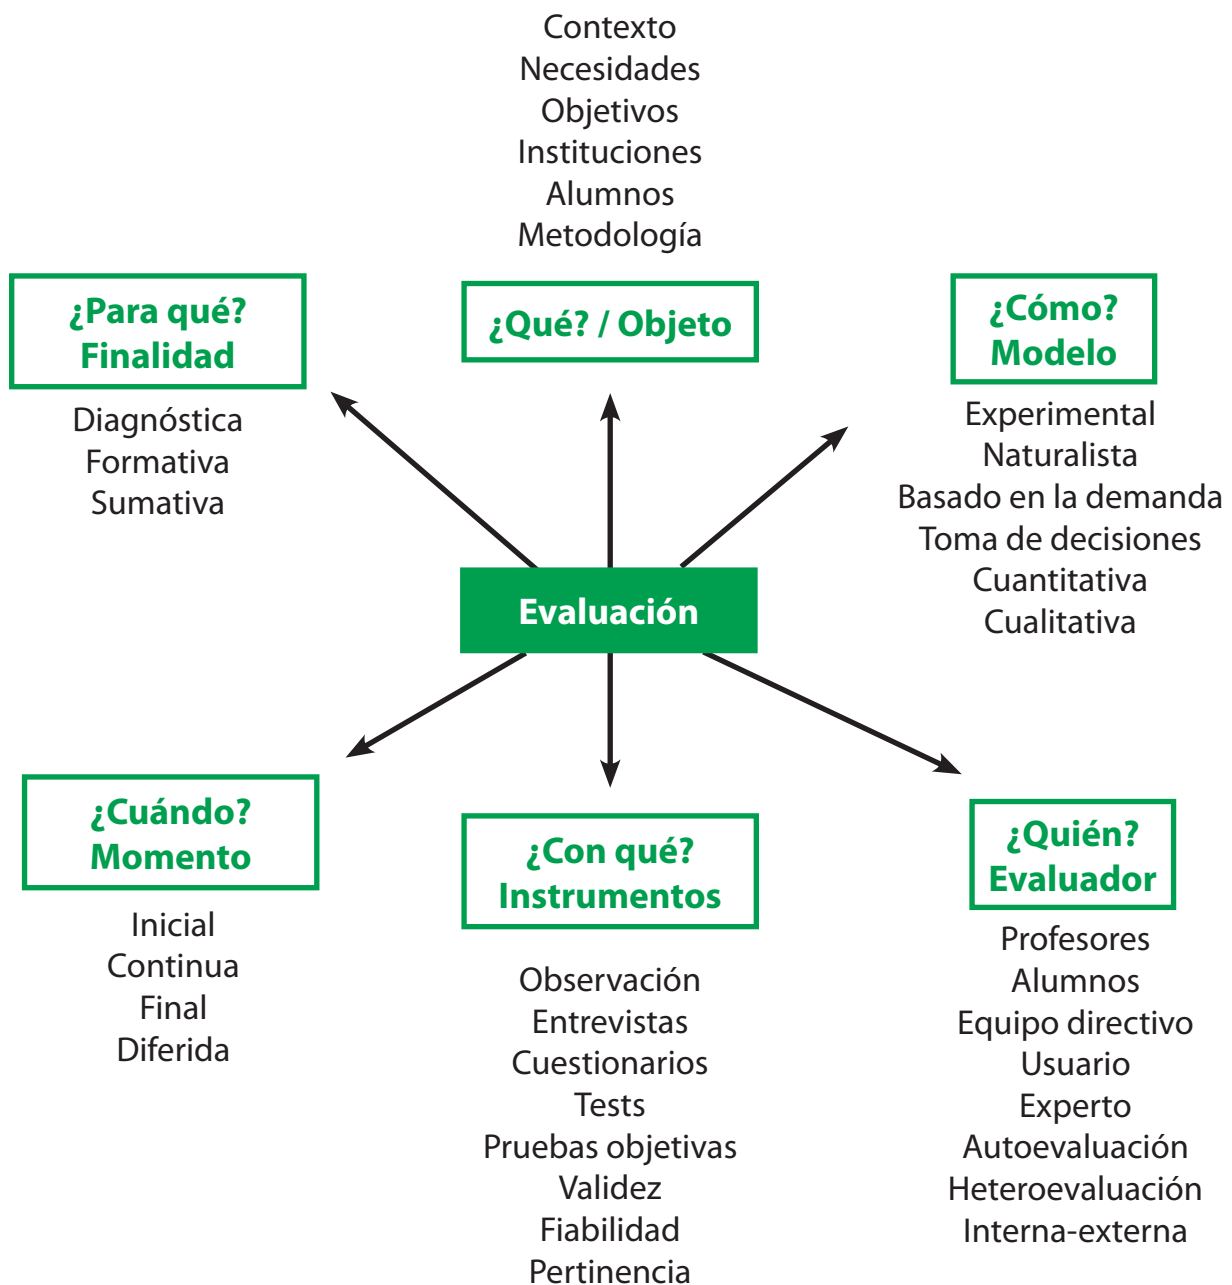 Contexto
Necesidades
Objetivos
Instituciones
Alumnos
Metodología
¿Para qué?
Finalidad
Diagnóstica
Formativa
Sumativa
¿Qué? / Objeto
¿Cómo?
Modelo
Experimental
Naturalista
Basado en la demanda
Toma de decisiones
Cuantitativa
Cualitativa
Evaluación
¿Cuándo?
Momento
Inicial
Continua
Final
Diferida
¿Con qué?
Instrumentos
Observación
Entrevistas
Cuestionarios
Tests
Pruebas objetivas
Validez
Fiabilidad
Pertinencia
¿Quién?
Evaluador
Profesores
Alumnos
Equipo directivo
Usuario
Experto
Autoevaluación
Heteroevaluación
Interna-externa